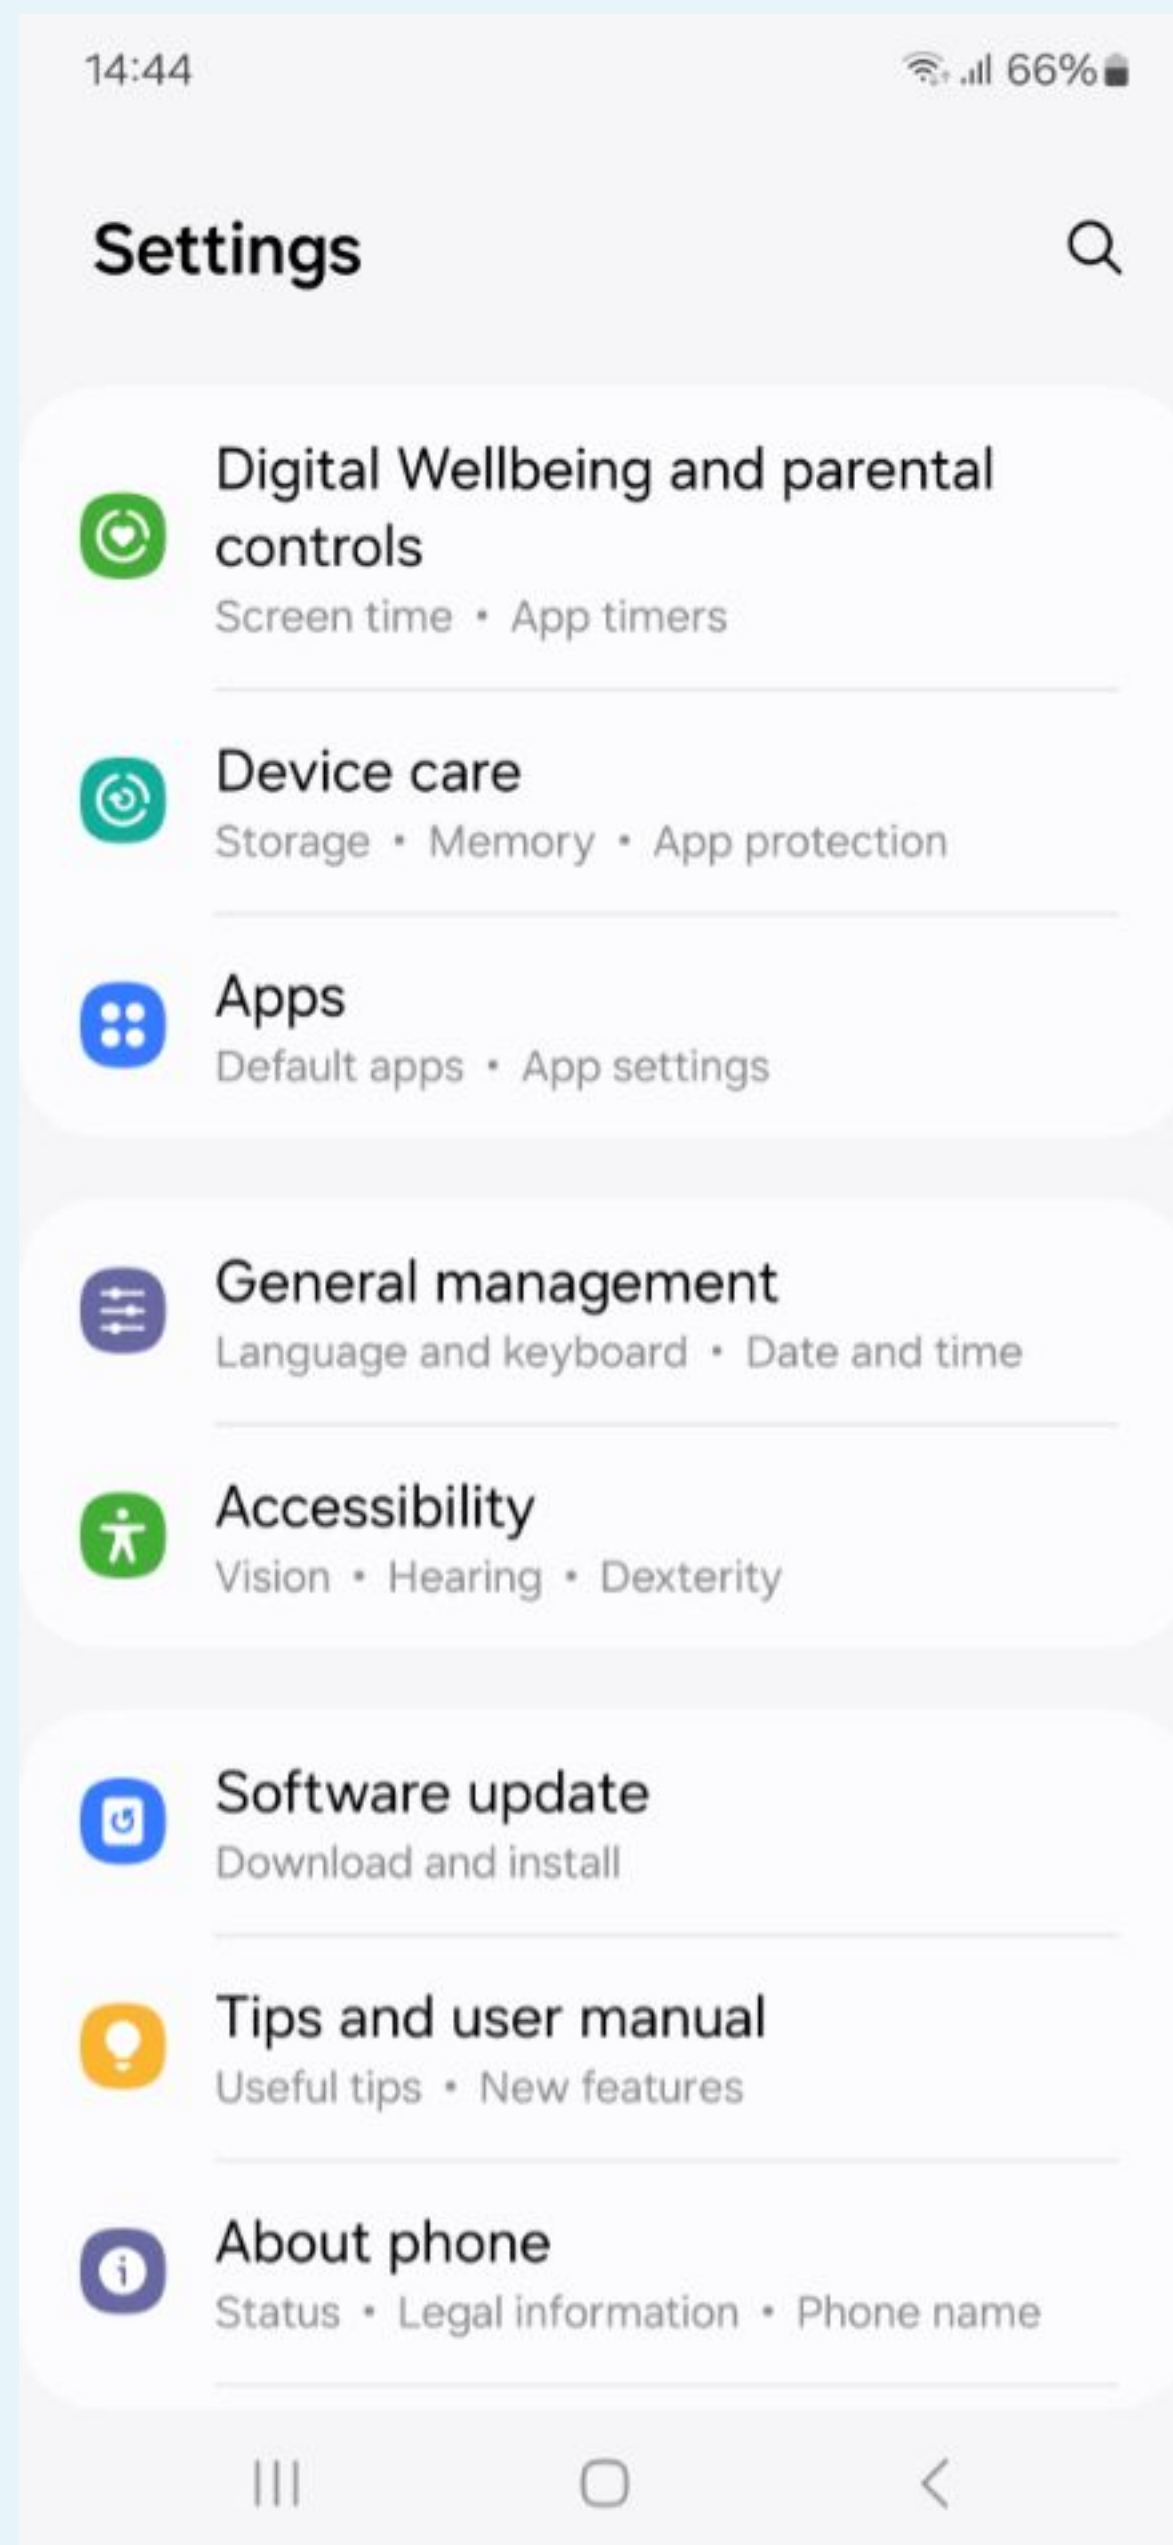 14:44
66%
Settings
Digital Wellbeing and parental
controls
Screen time • App timers
Device care
Storage • Memory • App protection
Apps
Default apps • App settings
General management
Language and keyboard • Date and time
Accessibility
Vision • Hearing • Dexterity
Software update
Download and install
Tips and user manual
Useful tips • New features
About phone
Status • Legal information • Phone name